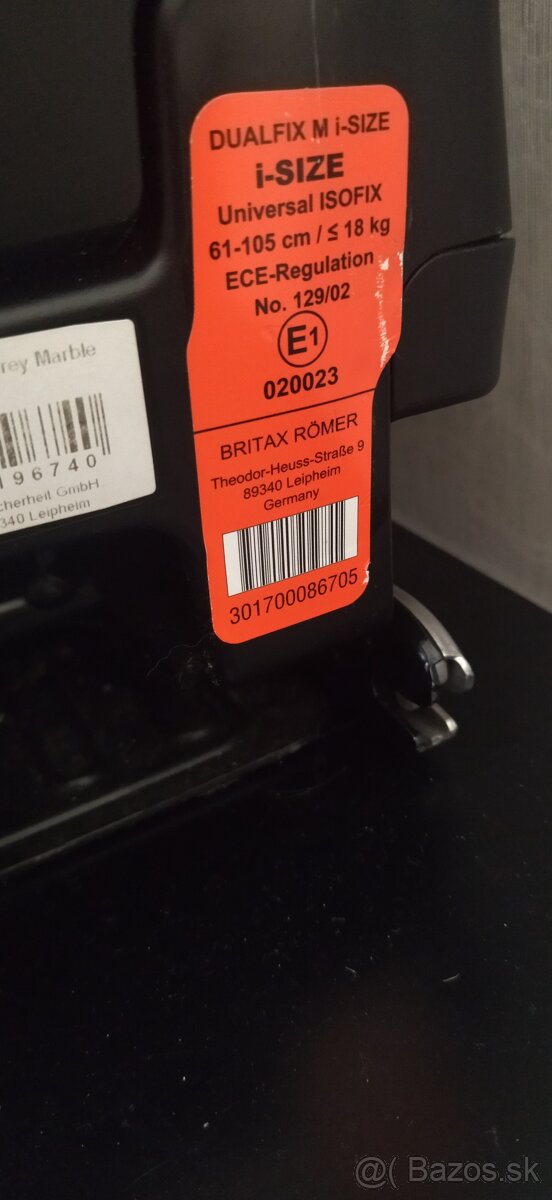 DUALFIX M i-SIZE
i-SIZE
Universal ISOFIX
61-105 cm / ≤ 18 kg
ECE-Regulation
No. 129/02
E1
020023
BRITAX RÖMER
Theodor-Heuss-Straße 9
89340 Leipheim
Germany
301700086705
rey Marble
196740
cherheit GmbH
340 Leipheim
@( Bazos.sk